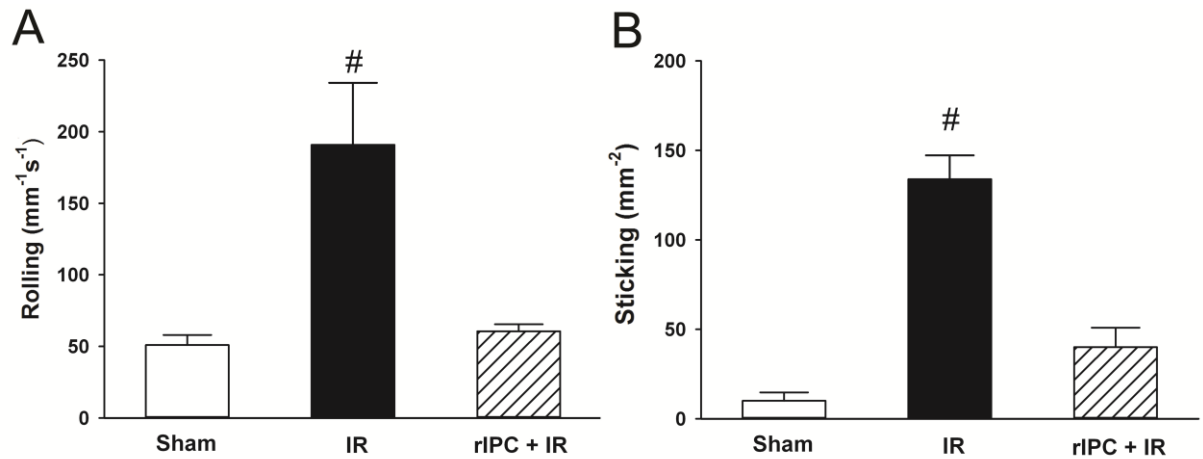 A
250
200
150
100
50
0
Rolling (mm⁻¹s⁻¹)
#
Sham IR rIPC + IR
B
200
150
100
50
0
Sticking (mm⁻²)
#
Sham IR rIPC + IR